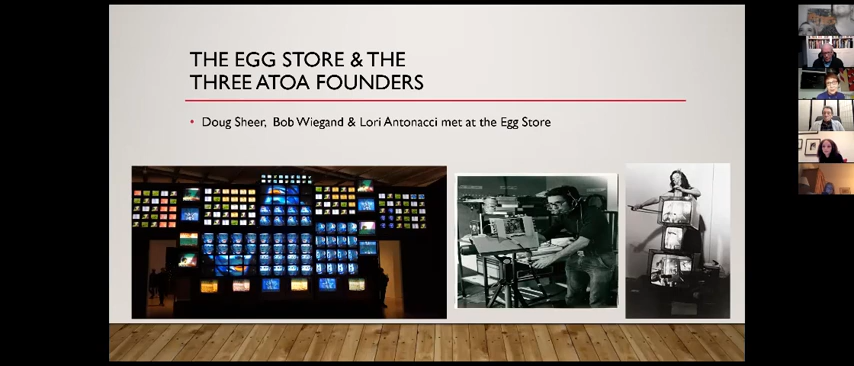 THE EGG STORE & THE
THREE ATOA FOUNDERS
• Doug Sheer, Bob Wiegand & Lori Antonacci met at the Egg Store